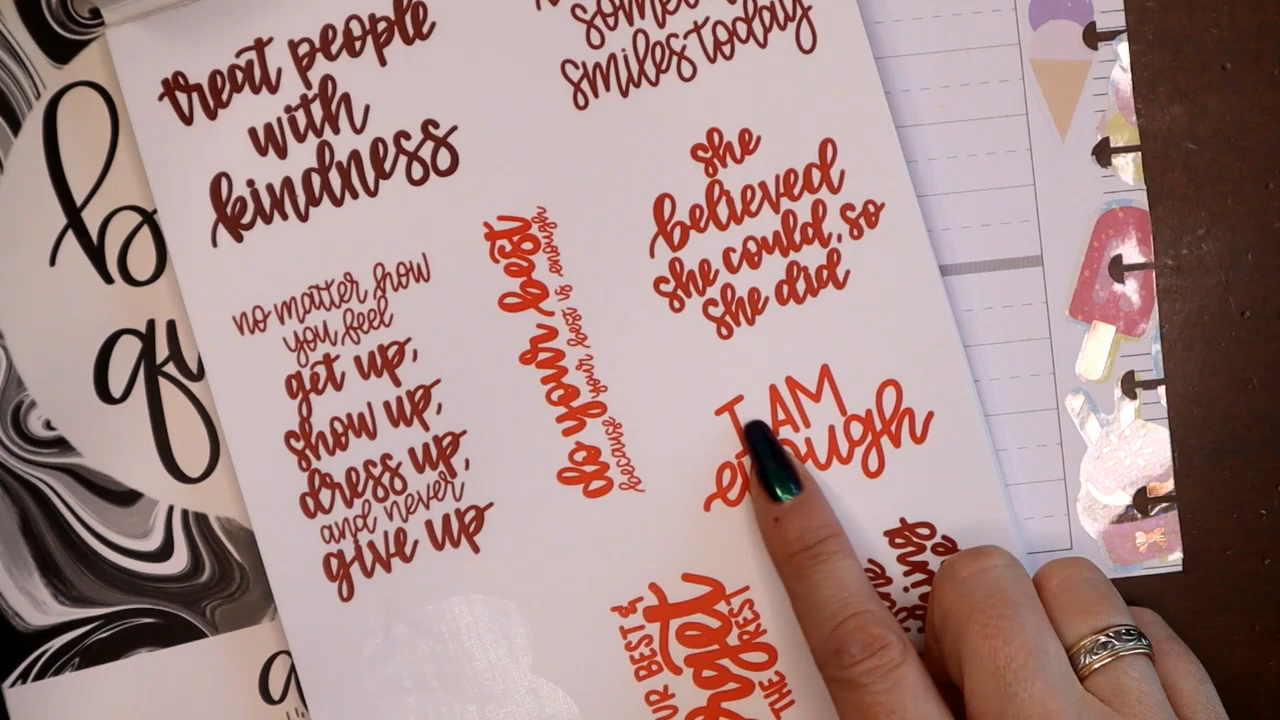 treat people
with
kindness
smiles today
she
believed
she could, so
she did
no matter how
you feel
get up,
show up,
dress up,
and never
give up
do your best
because your best is enough
I AM
enough
BEST &
THE REST